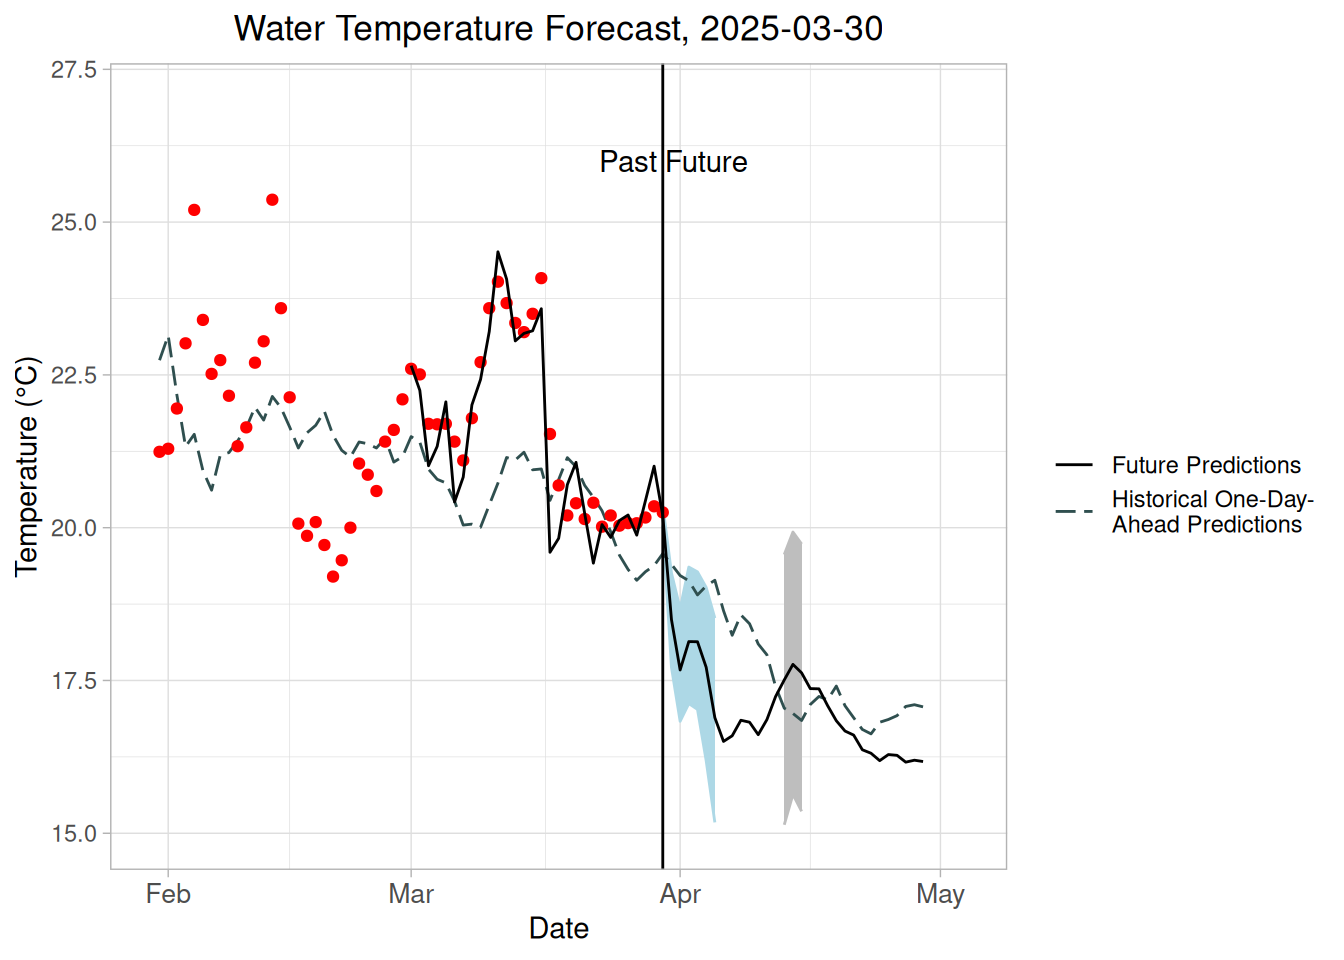 Water Temperature Forecast, 2025-03-30
27.5
25.0
22.5
20.0
17.5
15.0
Temperature (°C)
Past Future
Feb
Mar
Apr
May
Date
Future Predictions
Historical One-Day-
Ahead Predictions